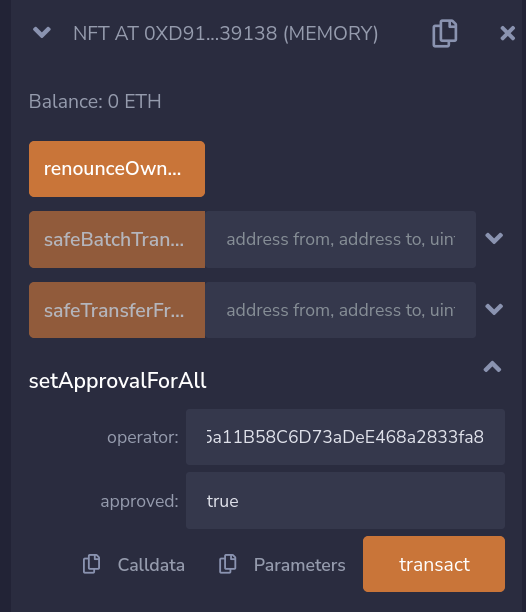 NFT AT 0XD91...39138 (MEMORY)
Balance: 0 ETH
renounceOwn...
safeBatchTran... address from, address to, uin
safeTransferFr... address from, address to, uin
setApprovalForAll
operator: 5a11B58C6D73aDeE468a2833fa8
approved: true
Calldata Parameters transact